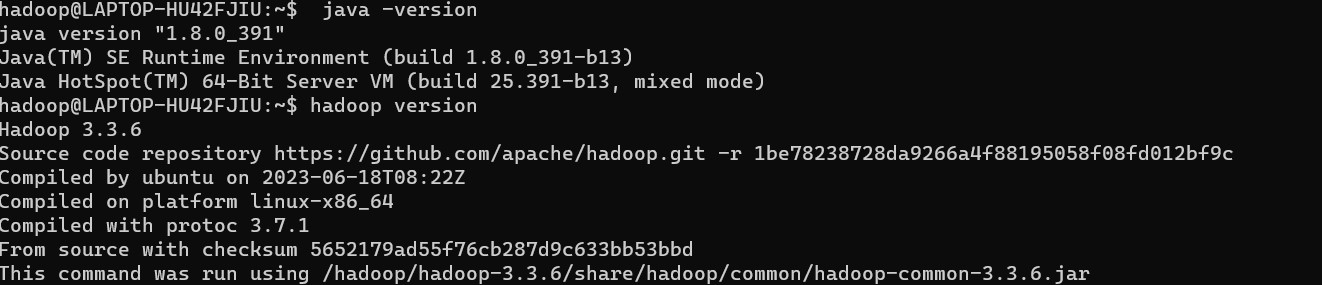 hadoop@LAPTOP-HU42FJIU:~$  java -version
java version "1.8.0_391"
Java(TM) SE Runtime Environment (build 1.8.0_391-b13)
Java HotSpot(TM) 64-Bit Server VM (build 25.391-b13, mixed mode)
hadoop@LAPTOP-HU42FJIU:~$ hadoop version
Hadoop 3.3.6
Source code repository https://github.com/apache/hadoop.git -r 1be78238728da9266a4f88195058f08fd012bf9c
Compiled by ubuntu on 2023-06-18T08:22Z
Compiled on platform linux-x86_64
Compiled with protoc 3.7.1
From source with checksum 5652179ad55f76cb287d9c633bb53bbd
This command was run using /hadoop/hadoop-3.3.6/share/hadoop/common/hadoop-common-3.3.6.jar